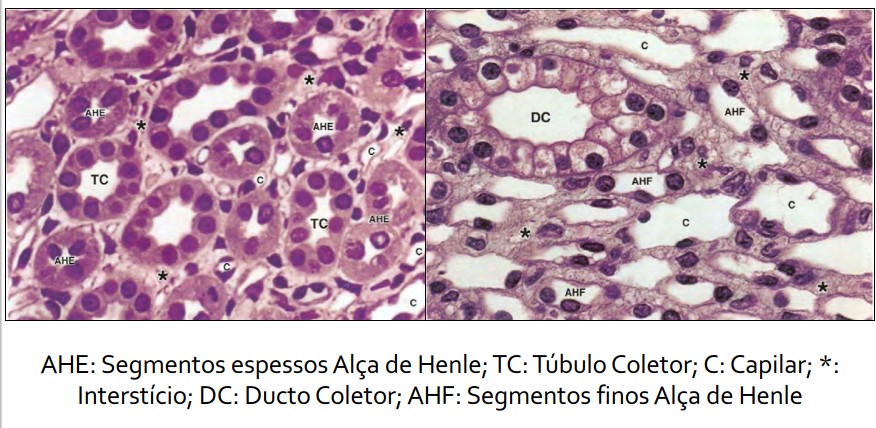 AHE
*
*
AHE
*
C
TC
C
TC
AHE
AHE
*
C
C
C
C
*
AHF
DC
*
AHF
C
C
*
AHF
*
AHE: Segmentos espessos Alça de Henle; TC: Túbulo Coletor; C: Capilar; *:
Interstício; DC: Ducto Coletor; AHF: Segmentos finos Alça de Henle